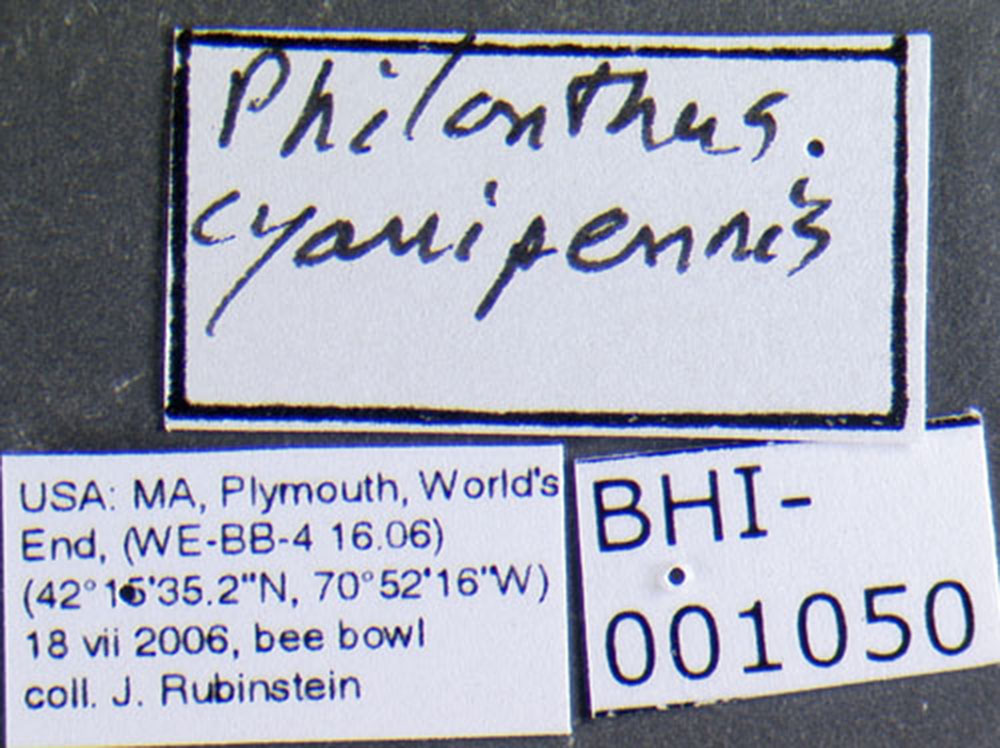 Philonthus.
cyanipennis
USA: MA, Plymouth, World's
End, (WE-BB-4 16.06)
(42°15'35.2"N, 70°52'16"W)
18 vii 2006, bee bowl
coll. J. Rubinstein
BHI-
001050